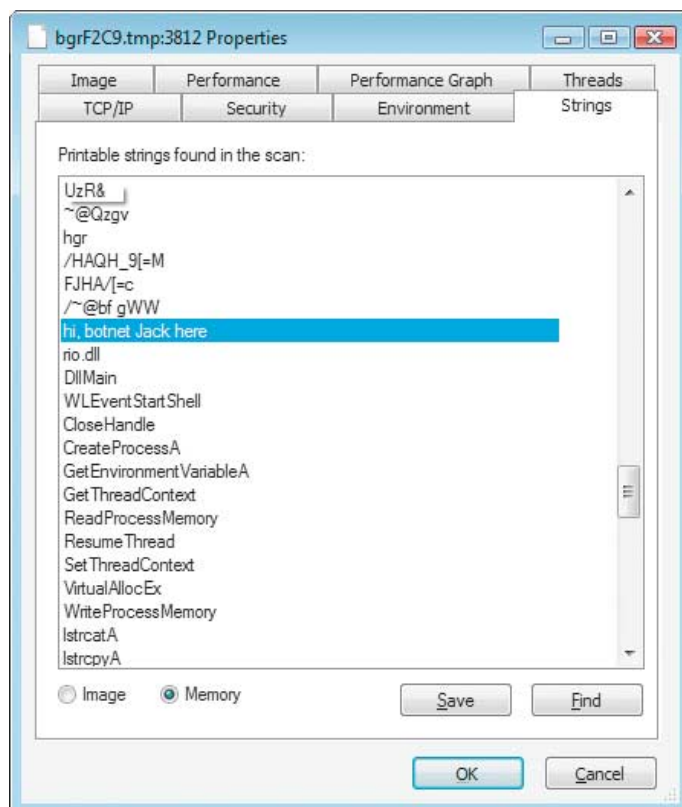 bgrF2C9.tmp:3812 Properties
Image Performance Performance Graph Threads
TCP/IP Security Environment Strings
Printable strings found in the scan:
UzR&
~@Qzgv
hgr
/HAQH_9[=M
FJHA/[=c
/~@bf gWW
hi, botnet Jack here
rio.dll
DllMain
WLEventStartShell
CloseHandle
CreateProcessA
GetEnvironmentVariableA
GetThreadContext
ReadProcessMemory
ResumeThread
SetThreadContext
VirtualAllocEx
WriteProcessMemory
lstrcatA
lstrcpyA
Image Memory Save Find
OK Cancel